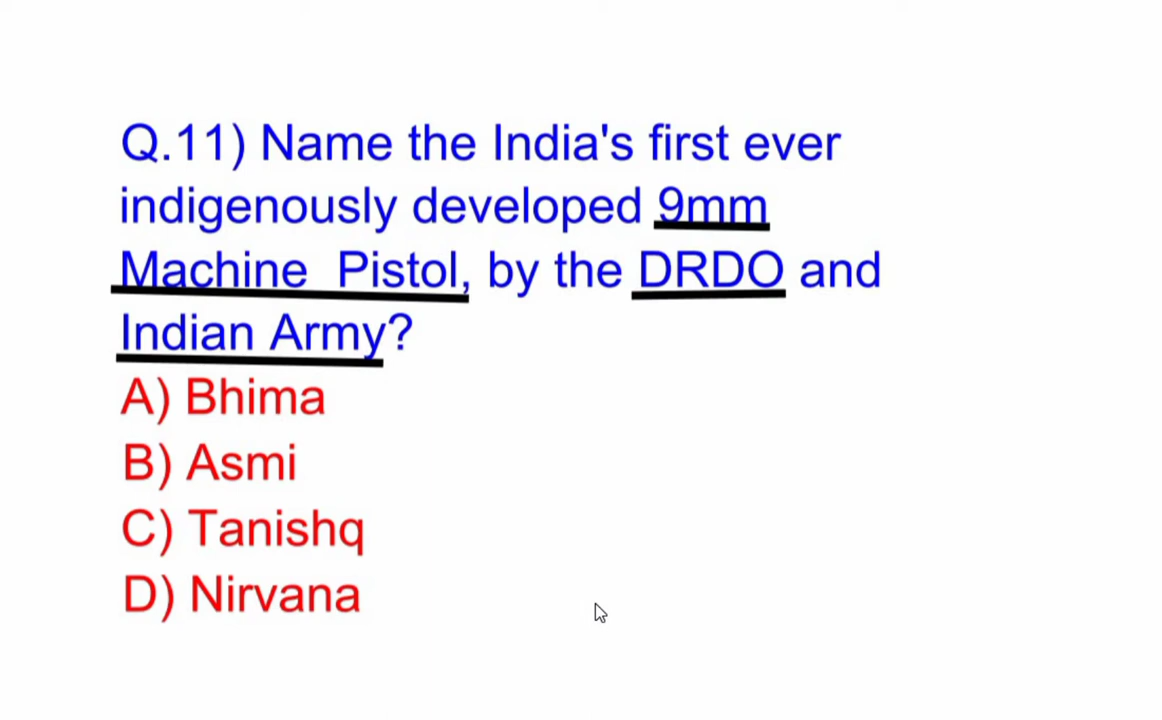 Q.11) Name the India's first ever
indigenously developed 9mm
Machine Pistol, by the DRDO and
Indian Army?
A) Bhima
B) Asmi
C) Tanishq
D) Nirvana